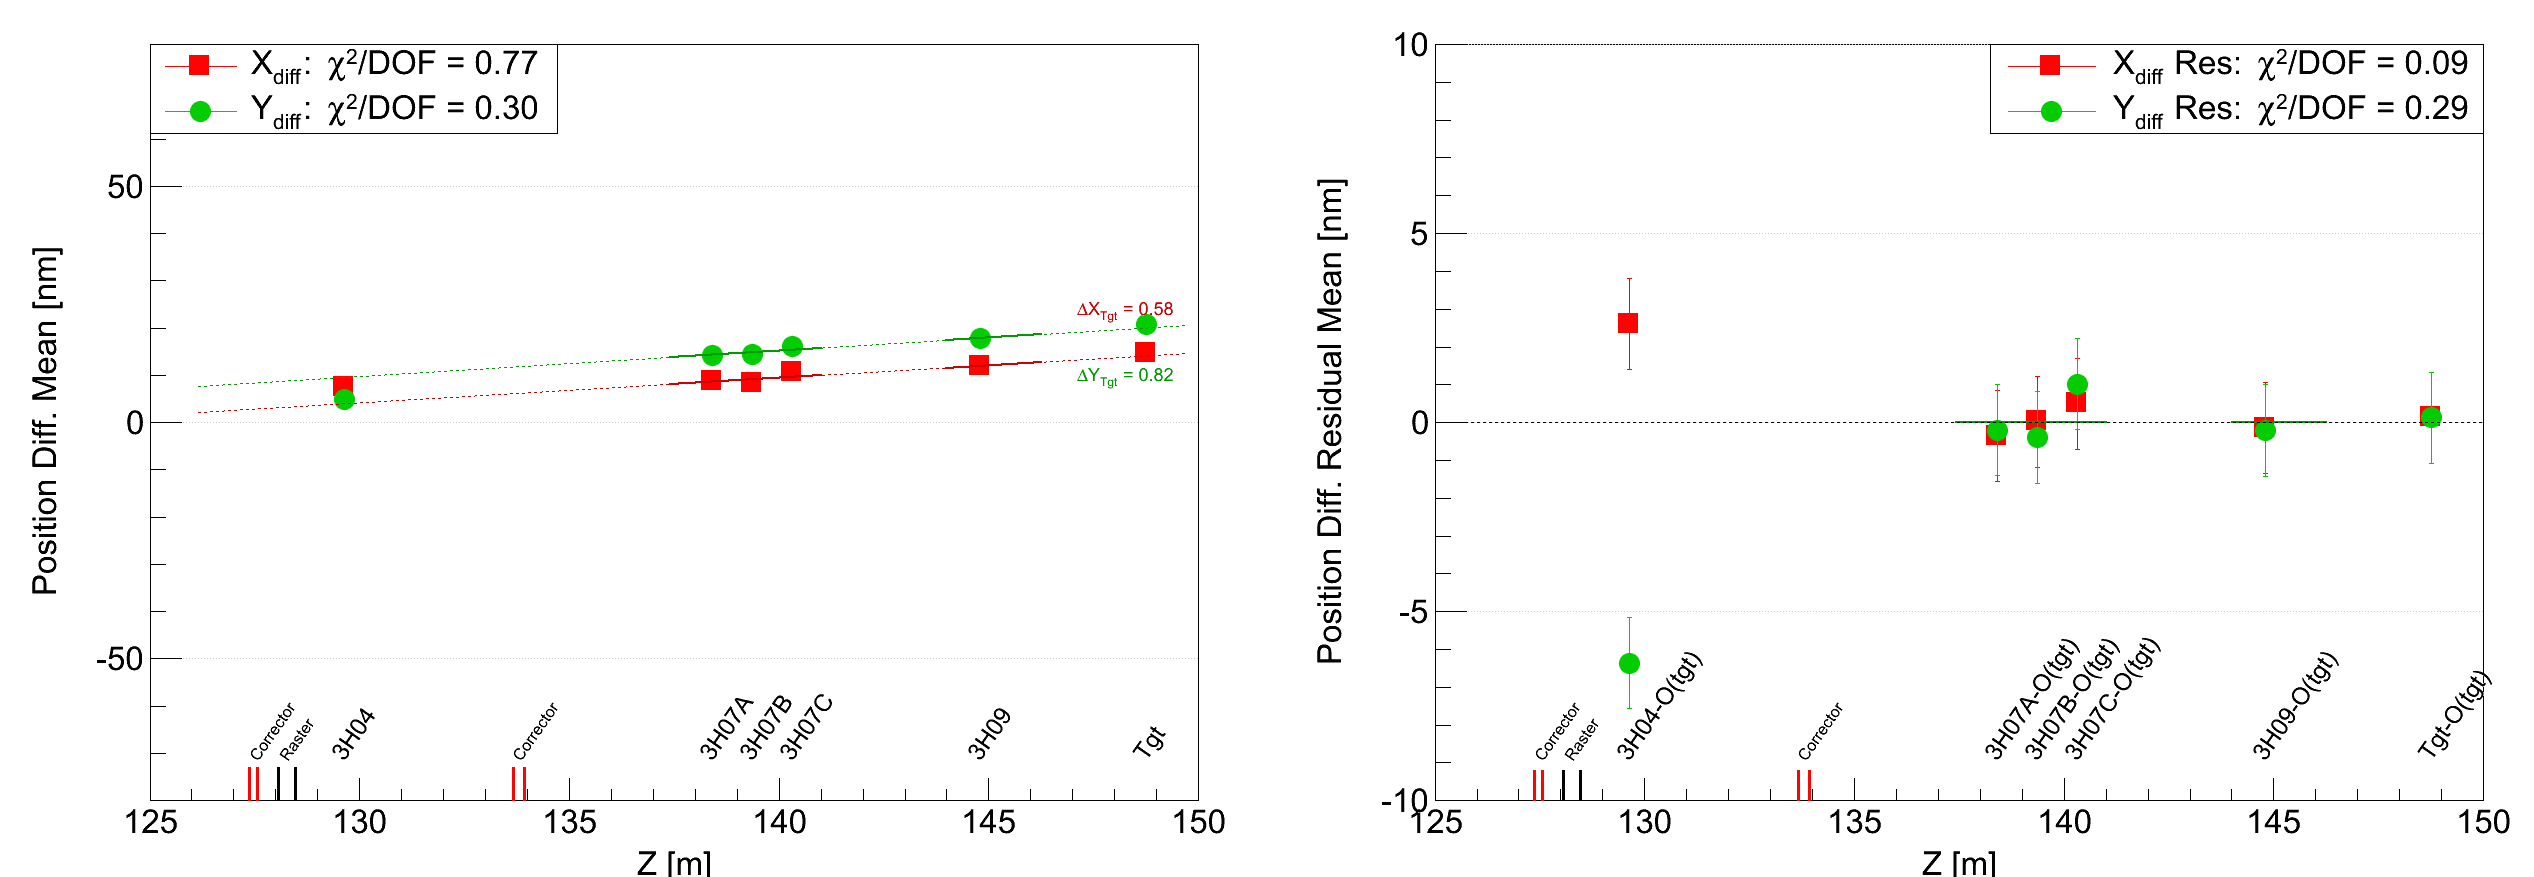 X_diff: χ²/DOF = 0.77
Y_diff: χ²/DOF = 0.30
Position Diff. Mean [nm]
50
0
-50
ΔX_Tgt = 0.58
ΔY_Tgt = 0.82
Corrector
Raster
3H04
Corrector
3H07A
3H07B
3H07C
3H09
Tgt
125 130 135 140 145 150
Z [m]
X_diff Res: χ²/DOF = 0.09
Y_diff Res: χ²/DOF = 0.29
Position Diff. Residual Mean [nm]
10
5
0
-5
-10
Corrector
Raster
3H04-O(tgt)
Corrector
3H07A-O(tgt)
3H07B-O(tgt)
3H07C-O(tgt)
3H09-O(tgt)
Tgt-O(tgt)
125 130 135 140 145 150
Z [m]